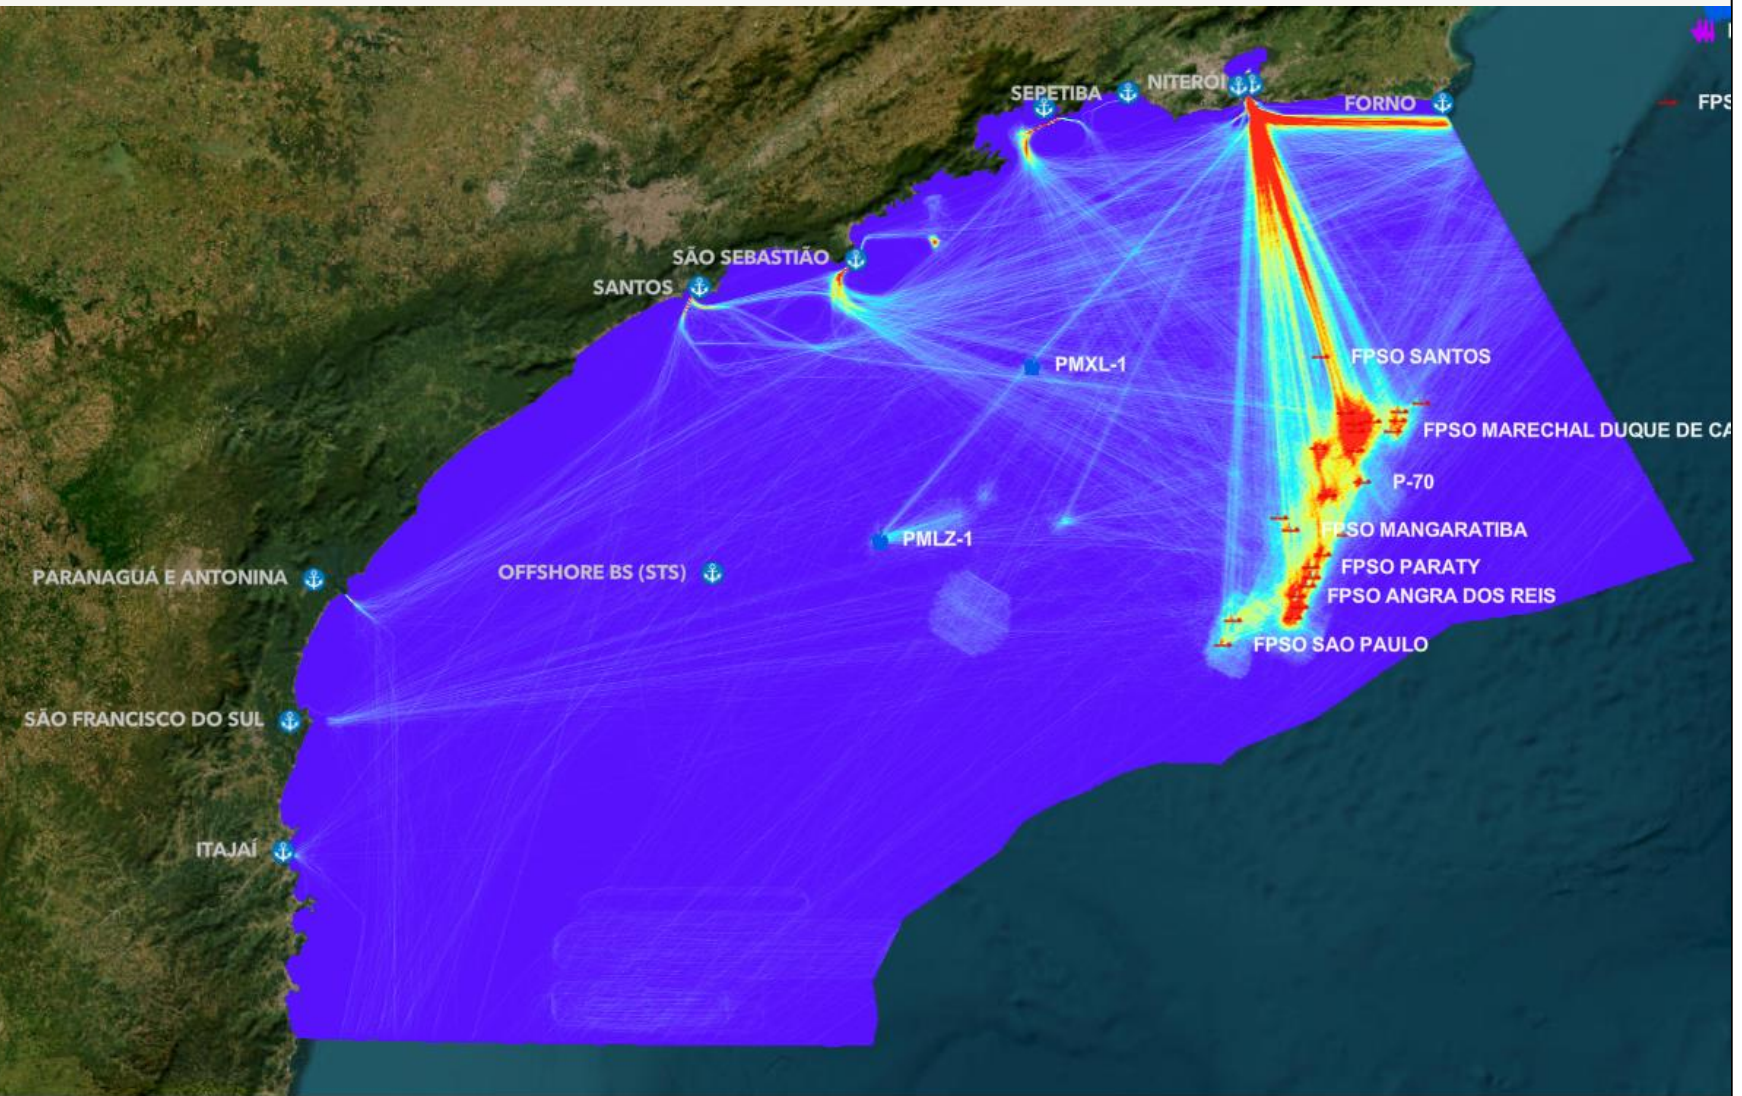 NITERÓI
SEPETIBA
FORNO
FPS
SÃO SEBASTIÃO
SANTOS
FPSO SANTOS
PMXL-1
FPSO MARECHAL DUQUE DE CA
P-70
FPSO MANGARATIBA
PMLZ-1
FPSO PARATY
OFFSHORE BS (STS)
PARANAGUÁ E ANTONINA
FPSO ANGRA DOS REIS
FPSO SAO PAULO
SÃO FRANCISCO DO SUL
ITAJAÍ